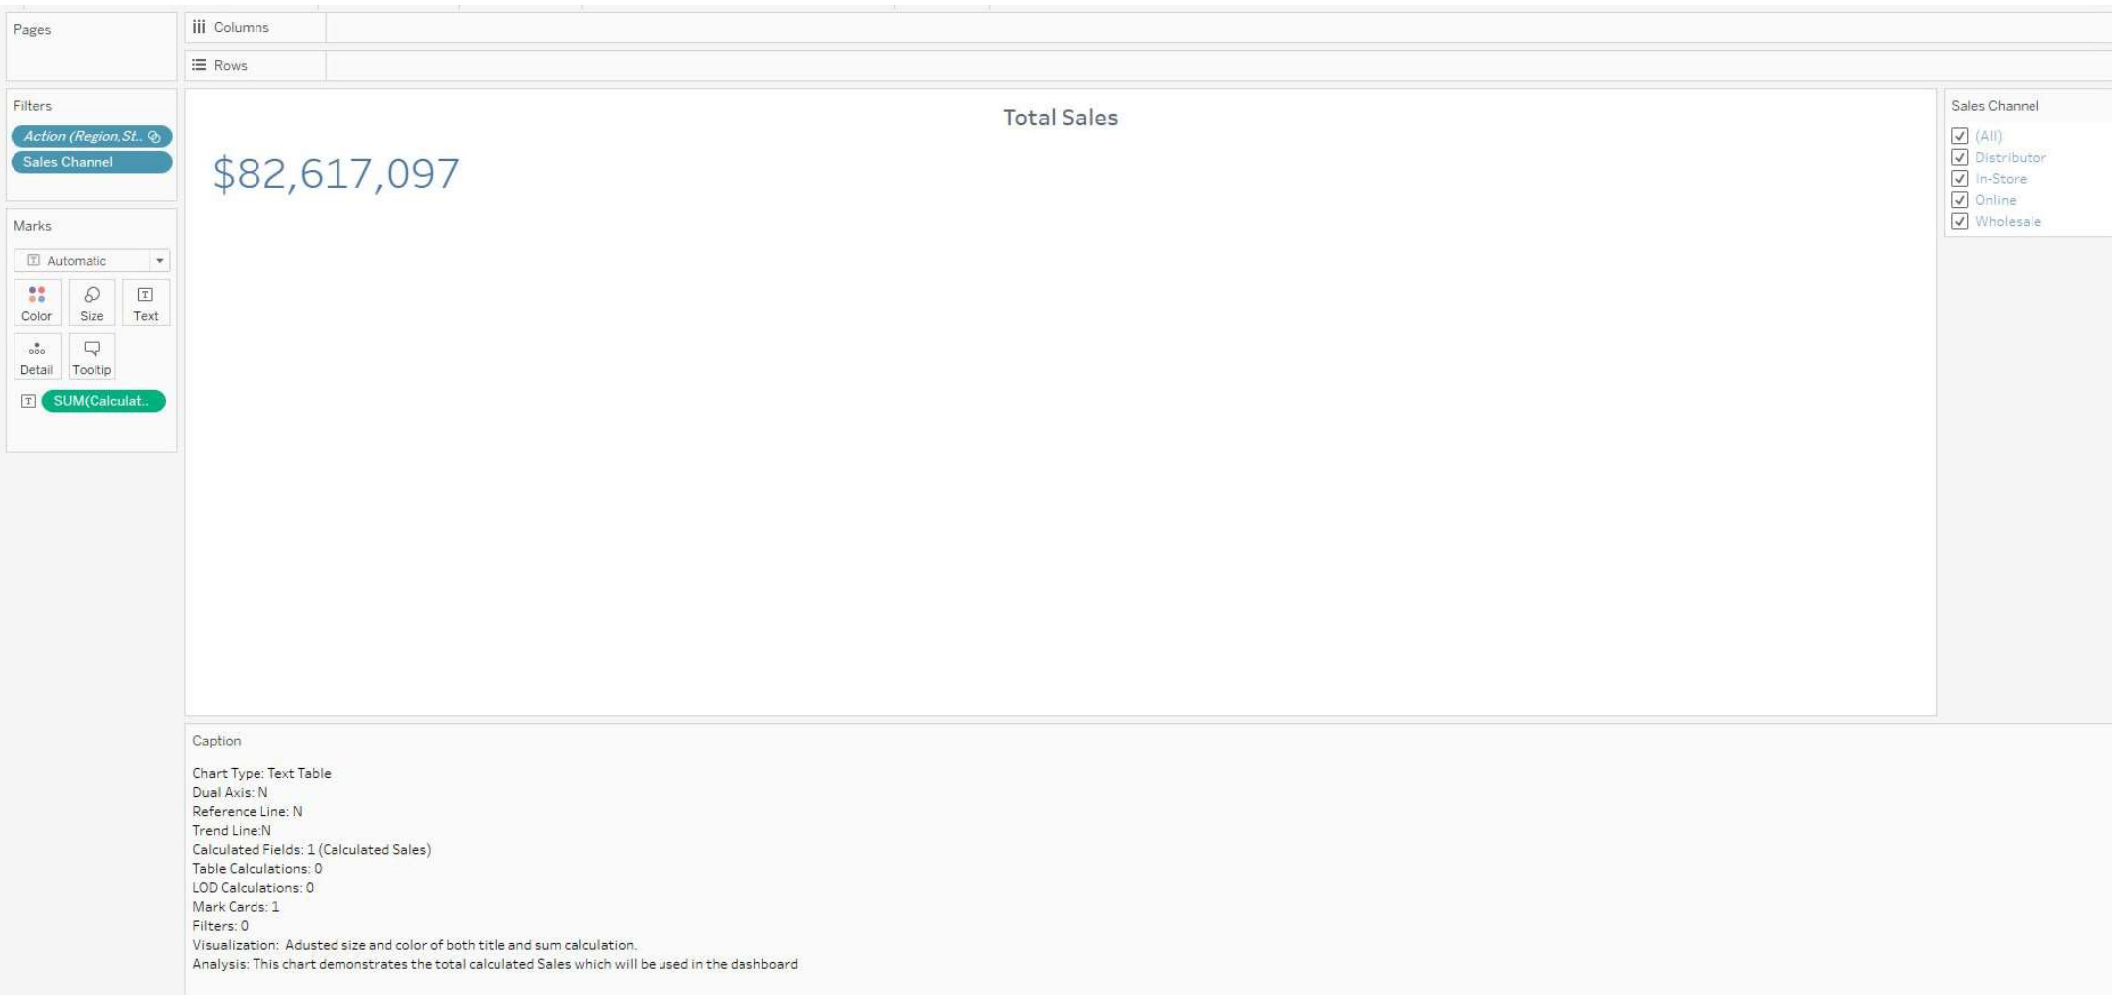 Pages
Columns
Rows
Filters
Action (Region,St..
Sales Channel
Marks
Automatic
Color
Size
Text
Detail
Tooltip
SUM(Calculat..
Total Sales
$82,617,097
Sales Channel
(All)
Distributor
In-Store
Online
Wholesale
Caption
Chart Type: Text Table
Dual Axis: N
Reference Line: N
Trend Line:N
Calculated Fields: 1 (Calculated Sales)
Table Calculations: 0
LOD Calculations: 0
Mark Cards: 1
Filters: 0
Visualization:  Adusted size and color of both title and sum calculation.
Analysis: This chart demonstrates the total calculated Sales which will be used in the dashboard